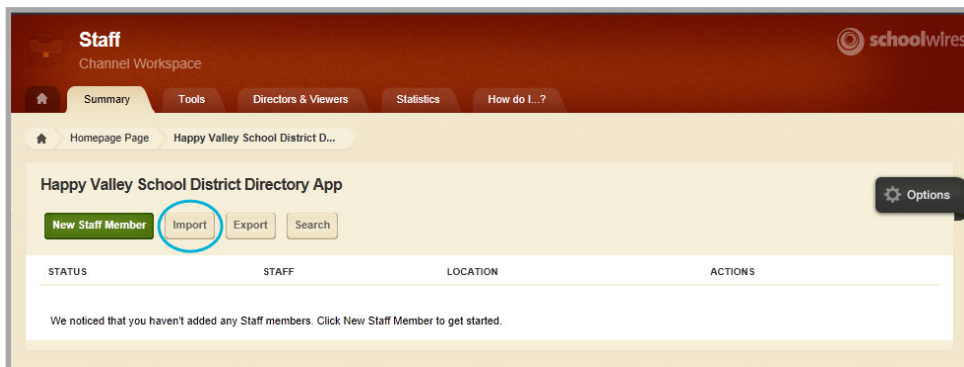 Staff
schoolwires
Channel Workspace
Summary Tools Directors & Viewers Statistics How do I...?
Homepage Page Happy Valley School District D...
Happy Valley School District Directory App
Options
New Staff Member Import Export Search
STATUS STAFF LOCATION ACTIONS
We noticed that you haven't added any Staff members. Click New Staff Member to get started.